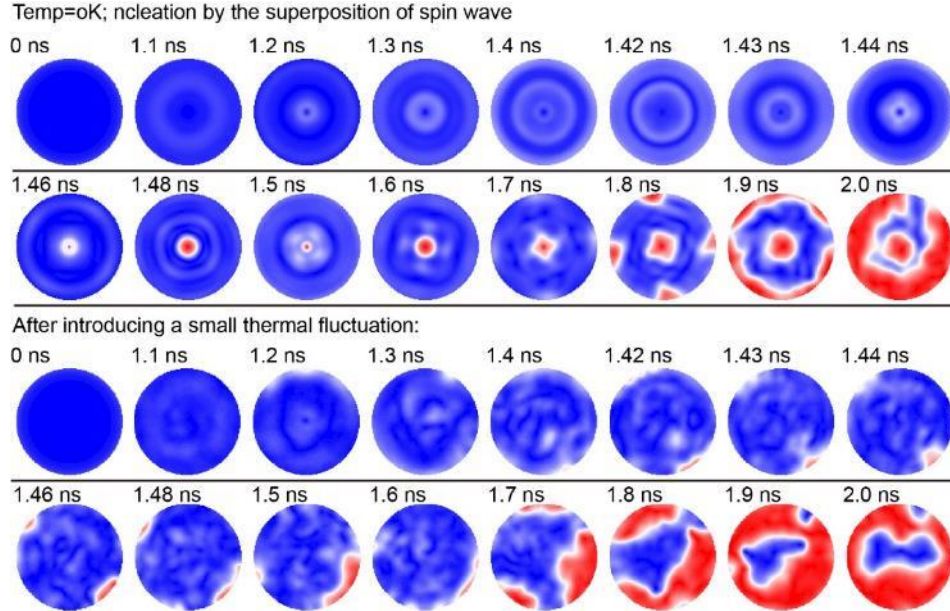 Temp=oK; ncleation by the superposition of spin wave
0 ns 1.1 ns 1.2 ns 1.3 ns 1.4 ns 1.42 ns 1.43 ns 1.44 ns
1.46 ns 1.48 ns 1.5 ns 1.6 ns 1.7 ns 1.8 ns 1.9 ns 2.0 ns
After introducing a small thermal fluctuation:
0 ns 1.1 ns 1.2 ns 1.3 ns 1.4 ns 1.42 ns 1.43 ns 1.44 ns
1.46 ns 1.48 ns 1.5 ns 1.6 ns 1.7 ns 1.8 ns 1.9 ns 2.0 ns